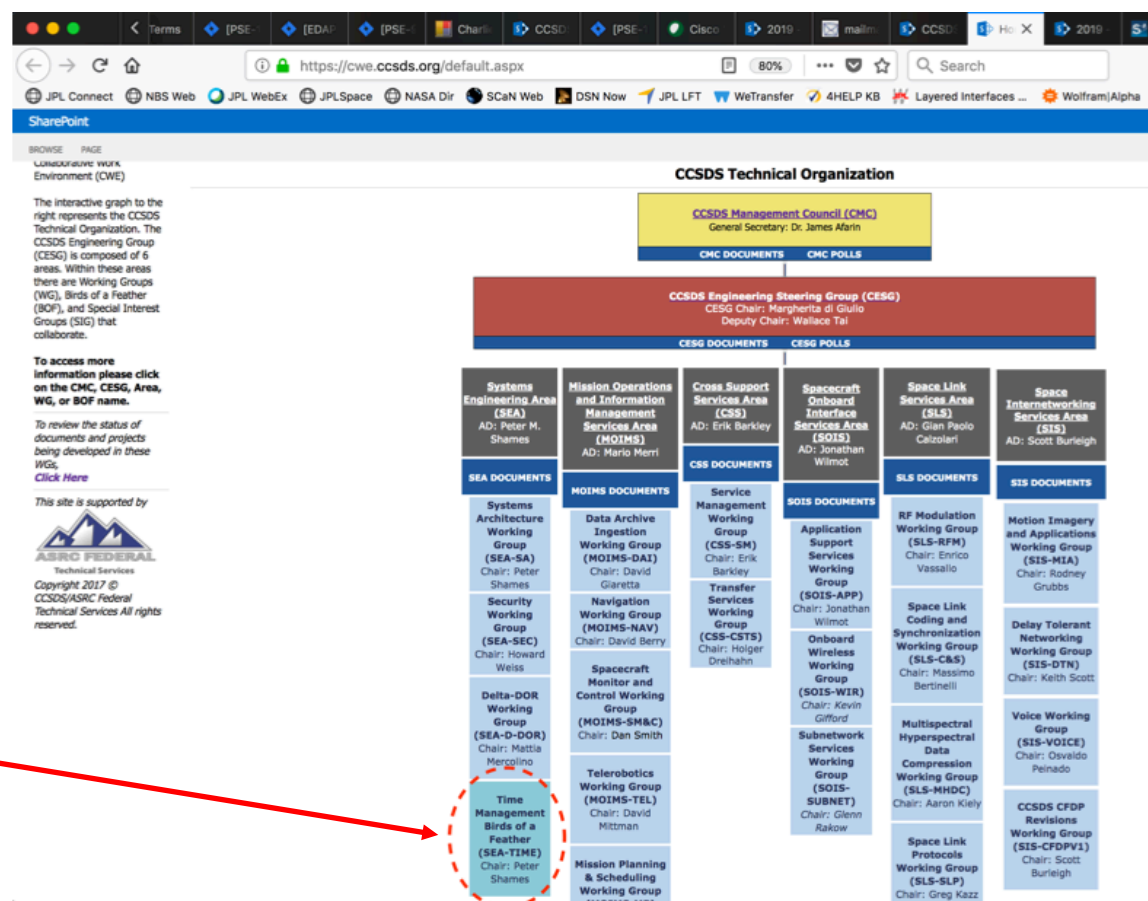 Terms
[PSE-
[EDAP
[PSE-S
Charli
CCSD
[PSE-1
Cisco
2019 -
mailm
CCSD
Ho
2019 -
https://cwe.ccsds.org/default.aspx
80%
Search
JPL Connect
NBS Web
JPL WebEx
JPLSpace
NASA Dir
SCaN Web
DSN Now
JPL LFT
WeTransfer
4HELP KB
Layered Interfaces ...
Wolfram|Alpha
SharePoint
BROWSE PAGE
Collaborative Work
Environment (CWE)
The interactive graph to the
right represents the CCSDS
Technical Organization. The
CCSDS Engineering Group
(CESG) is composed of 6
areas. Within these areas
there are Working Groups
(WG), Birds of a Feather
(BOF), and Special Interest
Groups (SIG) that
collaborate.
To access more
information please click
on the CMC, CESG, Area,
WG, or BOF name.
To review the status of
documents and projects
being developed in these
WGs,
Click Here
This site is supported by
ASRC FEDERAL
Technical Services
Copyright 2017 ©
CCSDS/ASRC Federal
Technical Services All rights
reserved.
CCSDS Technical Organization
CCSDS Management Council (CMC)
General Secretary: Dr. James Afarin
CMC DOCUMENTS CMC POLLS
CCSDS Engineering Steering Group (CESG)
CESG Chair: Margherita di Giulio
Deputy Chair: Wallace Tai
CESG DOCUMENTS CESG POLLS
Systems
Engineering Area
(SEA)
AD: Peter M.
Shames
SEA DOCUMENTS
Systems
Architecture
Working
Group
(SEA-SA)
Chair: Peter
Shames
Security
Working
Group
(SEA-SEC)
Chair: Howard
Weiss
Delta-DOR
Working
Group
(SEA-D-DOR)
Chair: Mattia
Mercolino
Time
Management
Birds of a
Feather
(SEA-TIME)
Chair: Peter
Shames
Mission Operations
and Information
Management
Services Area
(MOIMS)
AD: Mario Merri
MOIMS DOCUMENTS
Data Archive
Ingestion
Working Group
(MOIMS-DAI)
Chair: David
Giaretta
Navigation
Working Group
(MOIMS-NAV)
Chair: David Berry
Spacecraft
Monitor and
Control Working
Group
(MOIMS-SM&C)
Chair: Dan Smith
Telerobotics
Working Group
(MOIMS-TEL)
Chair: David
Mittman
Mission Planning
& Scheduling
Working Group
Cross Support
Services Area
(CSS)
AD: Erik Barkley
CSS DOCUMENTS
Service
Management
Working
Group
(CSS-SM)
Chair: Erik
Barkley
Transfer
Services
Working
Group
(CSS-CSTS)
Chair: Holger
Dreihahn
Spacecraft
Onboard
Interface
Services Area
(SOIS)
AD: Jonathan
Wilmot
SOIS DOCUMENTS
Application
Support
Services
Working
Group
(SOIS-APP)
Chair: Jonathan
Wilmot
Onboard
Wireless
Working
Group
(SOIS-WIR)
Chair: Kevin
Gifford
Subnetwork
Services
Working
Group
(SOIS-
SUBNET)
Chair: Glenn
Rakow
Space Link
Services Area
(SLS)
AD: Gian Paolo
Calzolari
SLS DOCUMENTS
RF Modulation
Working Group
(SLS-RFM)
Chair: Enrico
Vassallo
Space Link
Coding and
Synchronization
Working Group
(SLS-C&S)
Chair: Massimo
Bertinelli
Multispectral
Hyperspectral
Data
Compression
Working Group
(SLS-MHDC)
Chair: Aaron Kiely
Space Link
Protocols
Working Group
(SLS-SLP)
Chair: Greg Kazz
Space
Internetworking
Services Area
(SIS)
AD: Scott Burleigh
SIS DOCUMENTS
Motion Imagery
and Applications
Working Group
(SIS-MIA)
Chair: Rodney
Grubbs
Delay Tolerant
Networking
Working Group
(SIS-DTN)
Chair: Keith Scott
Voice Working
Group
(SIS-VOICE)
Chair: Osvaldo
Peinado
CCSDS CFDP
Revisions
Working Group
(SIS-CFDPV1)
Chair: Scott
Burleigh